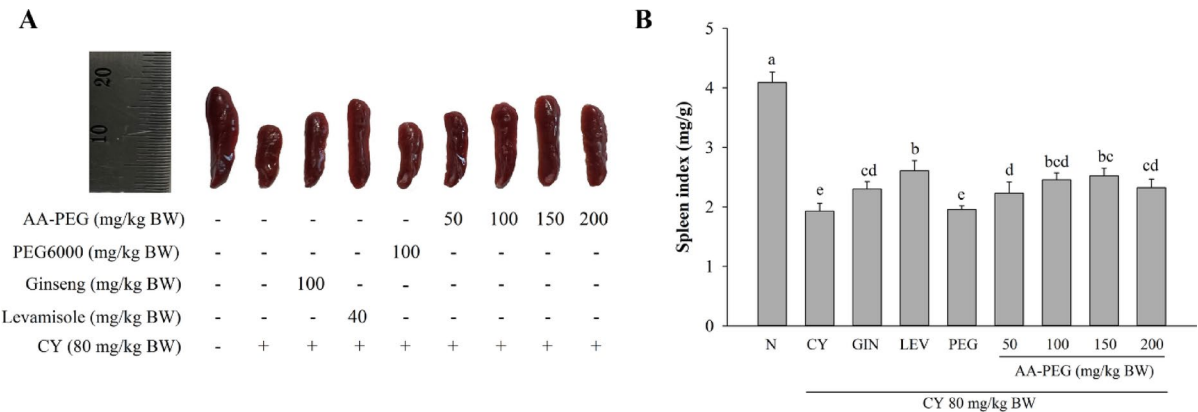 A
20
10
AA-PEG (mg/kg BW) - - - - - 50 100 150 200
PEG6000 (mg/kg BW) - - - - 100 - - - -
Ginseng (mg/kg BW) - - 100 - - - - - -
Levamisole (mg/kg BW) - - - 40 - - - - -
CY (80 mg/kg BW) - + + + + + + + +
B
Spleen index (mg/g)
5
4
3
2
1
0
a
e
cd
b
e
d
bcd
bc
cd
N CY GIN LEV PEG 50 100 150 200
AA-PEG (mg/kg BW)
CY 80 mg/kg BW